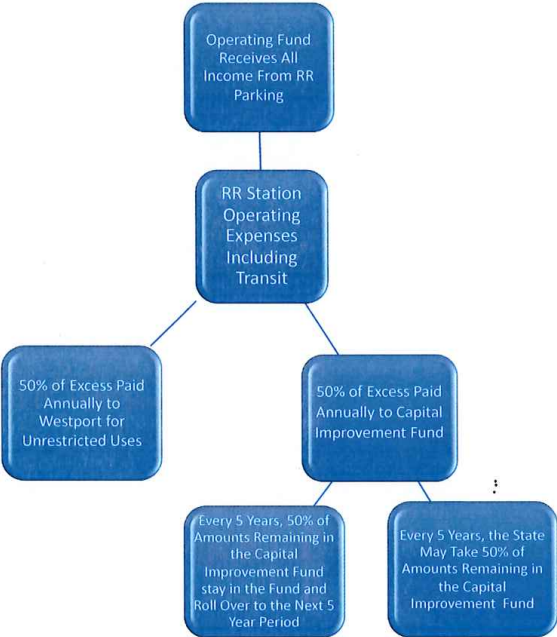 Operating Fund
Receives All
Income From RR
Parking
RR Station
Operating
Expenses
Including
Transit
50% of Excess Paid
Annually to
Westport for
Unrestricted Uses
50% of Excess Paid
Annually to Capital
Improvement Fund
Every 5 Years, 50% of
Amounts Remaining in
the Capital
Improvement Fund
stay in the Fund and
Roll Over to the Next 5
Year Period
Every 5 Years, the State
May Take 50% of
Amounts Remaining in
the Capital
Improvement Fund